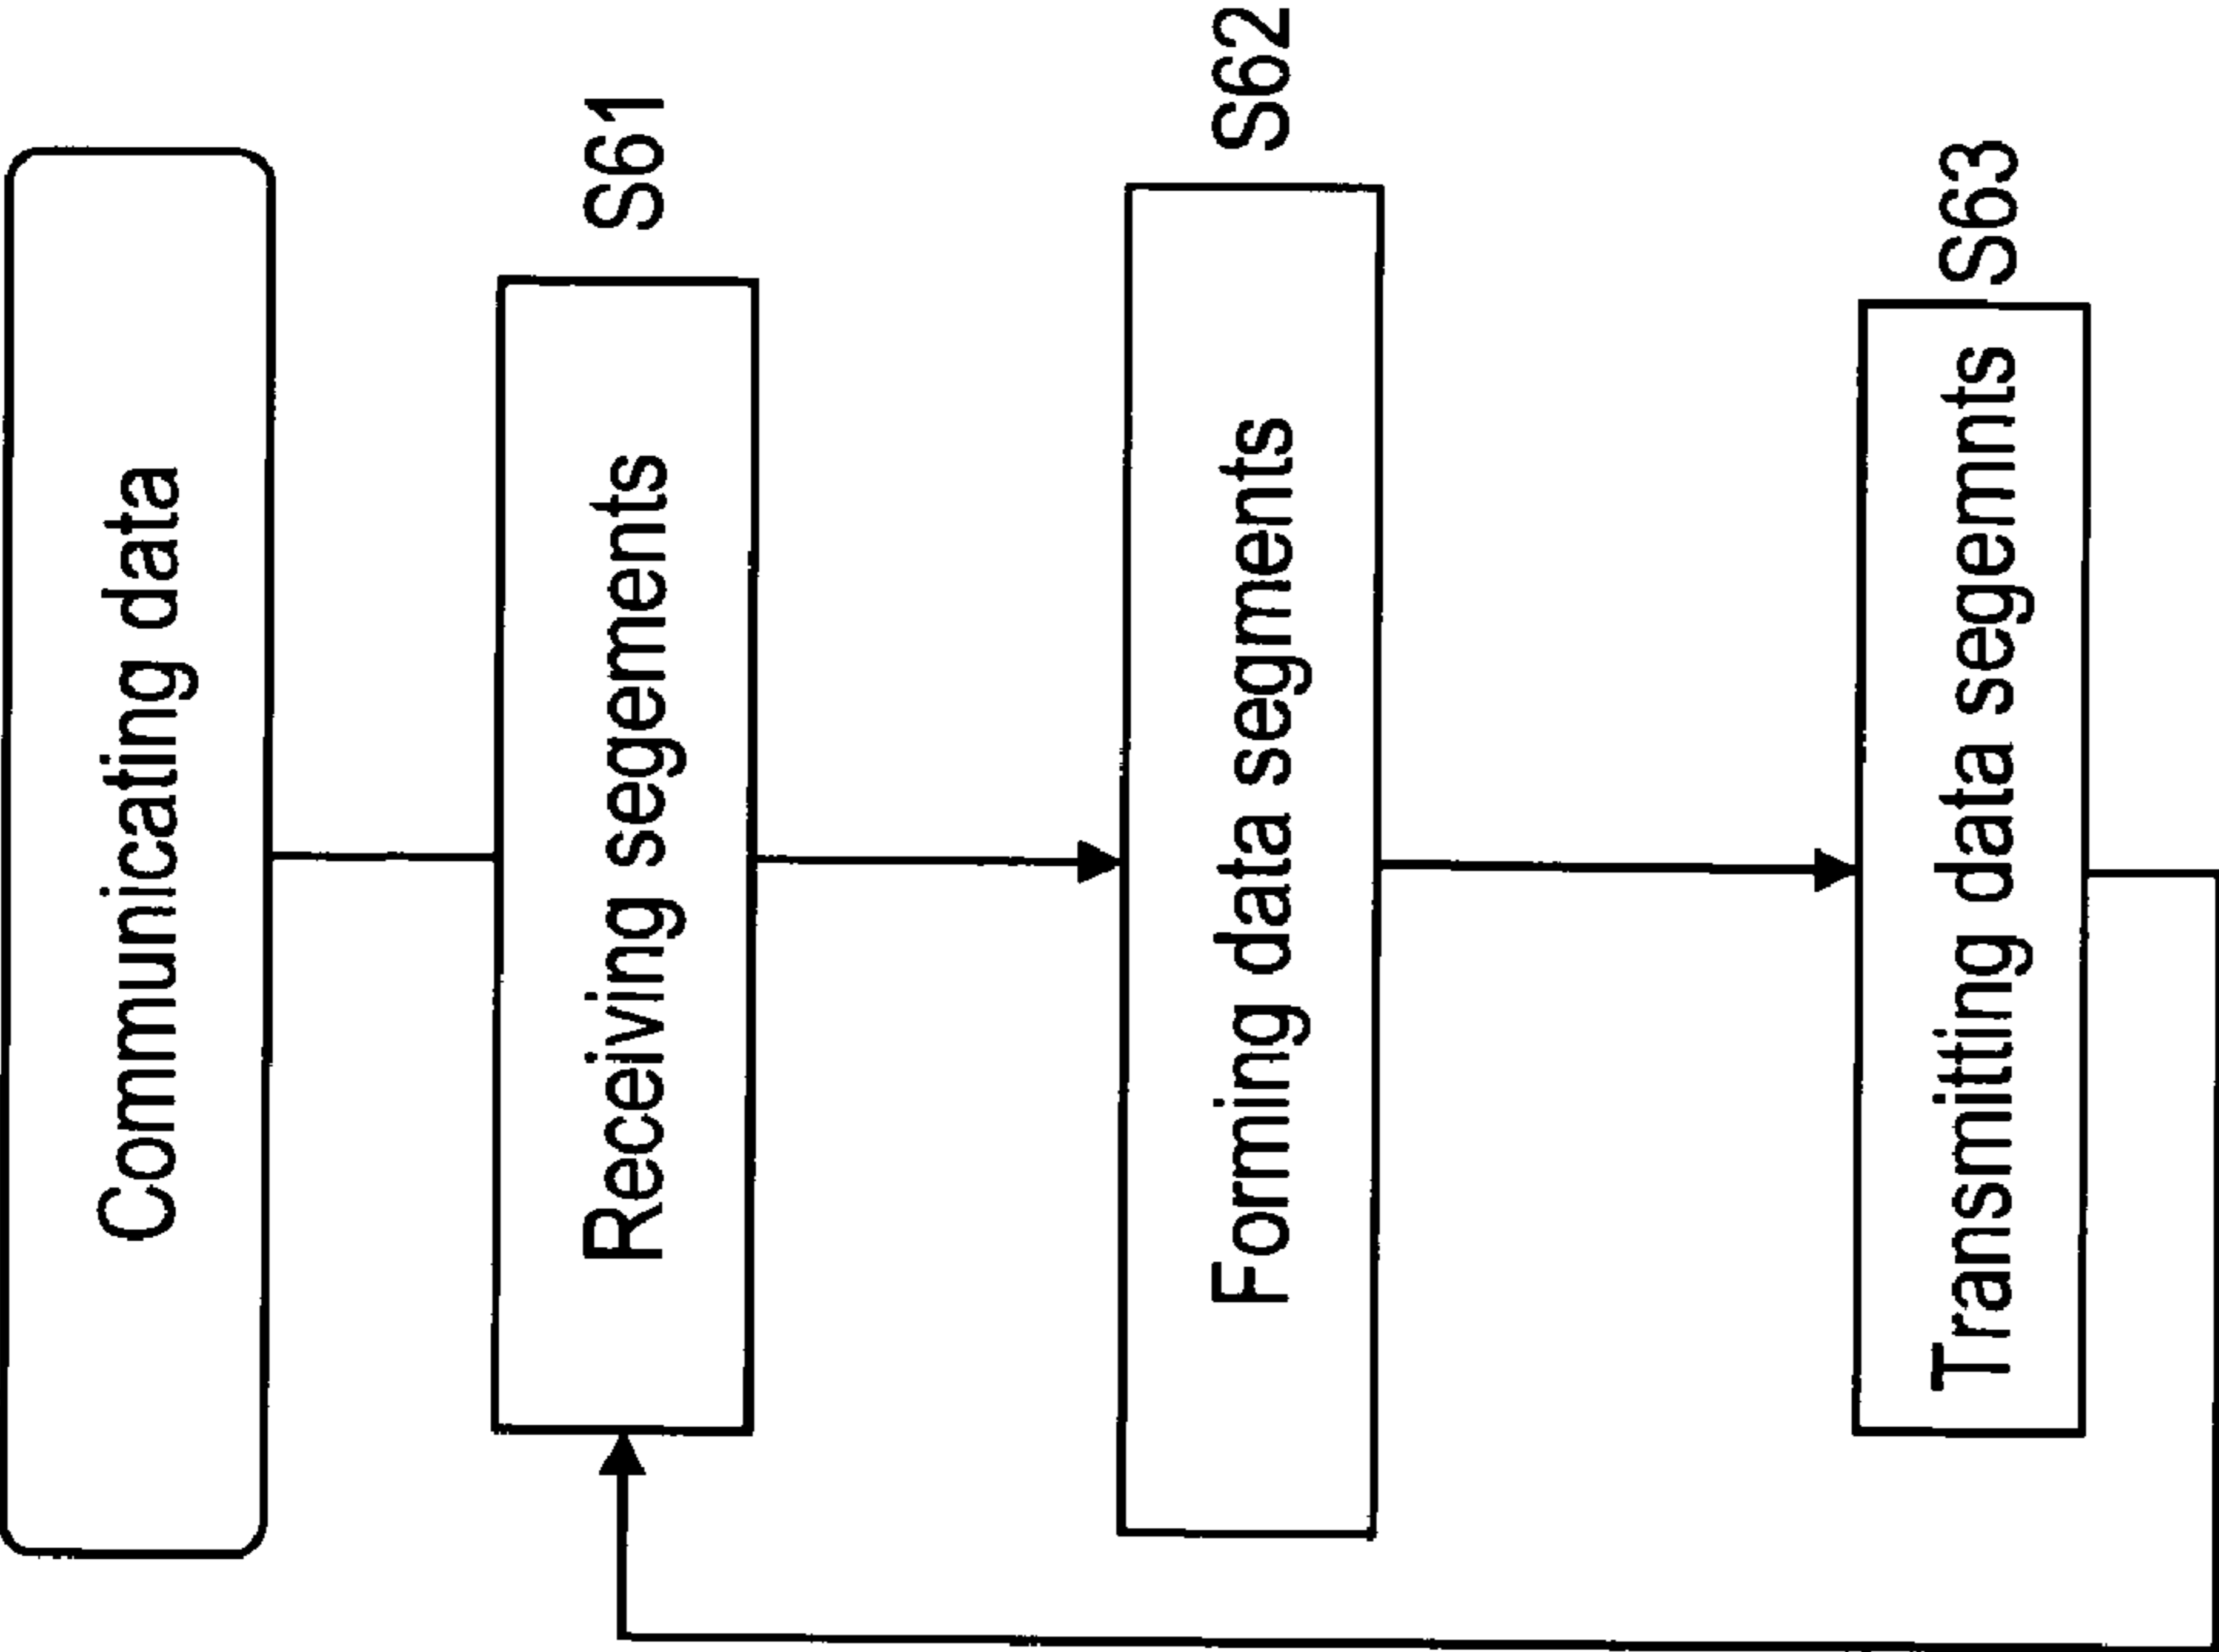 Communicating data
Receiving segements
S61
Forming data segments
S62
Transmitting data segemnts
S63